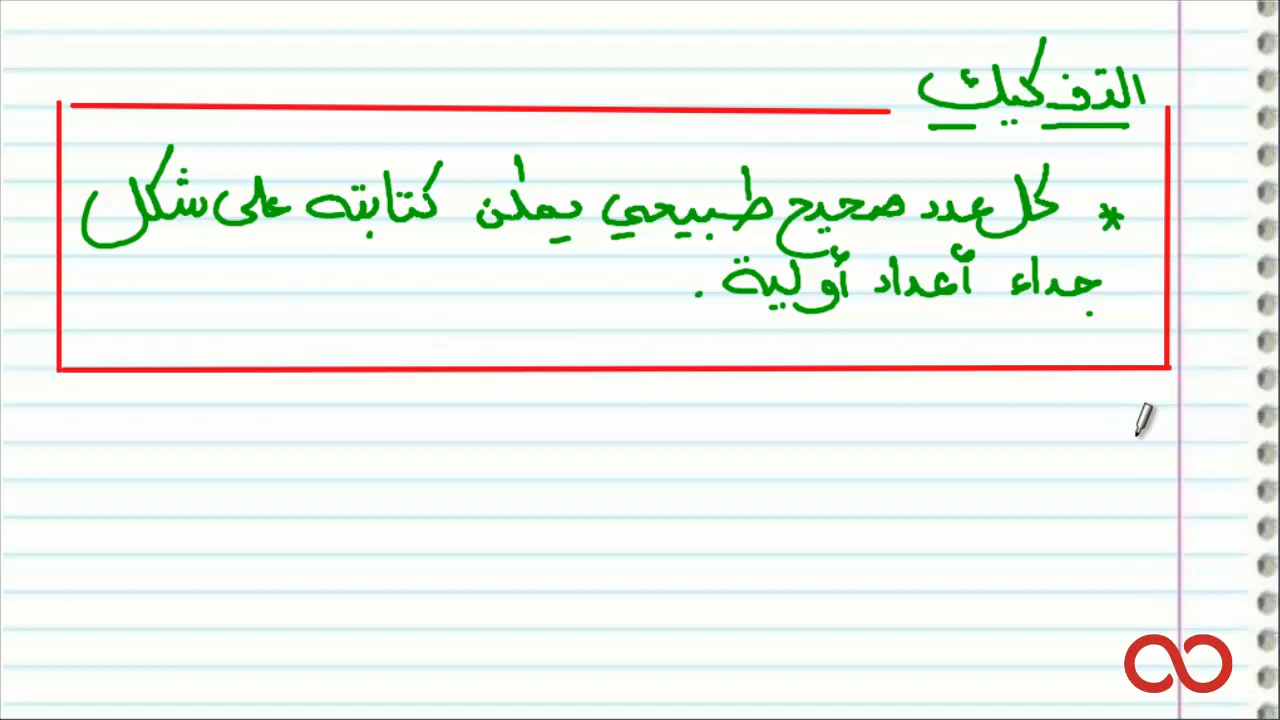 التفكيك
* كل عدد صحيح طبيعي يمكن كتابته على شكل
جداء أعداد أولية .